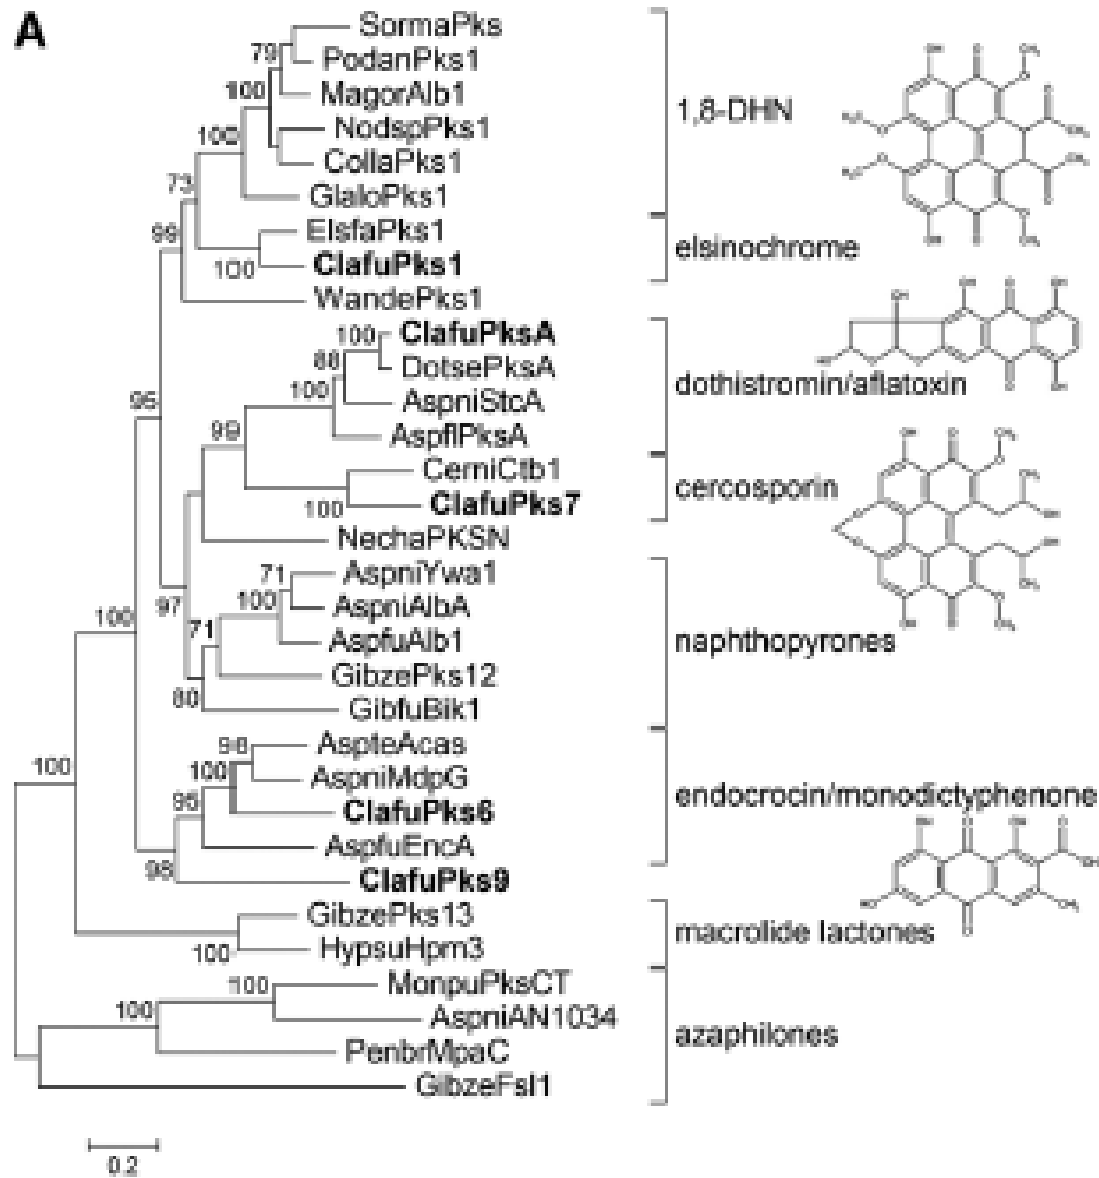 A
SormaPks
79
PodanPks1
100
MagorAlb1
100
NodspPks1
CollaPks1
73
GlaloPks1
99
ElsfaPks1
100
ClafuPks1
WandePks1
100
ClafuPksA
88
DotsePksA
100
AspniStcA
95
99
AspflPksA
CerniCtb1
100
ClafuPks7
NechaPKSN
71
AspniYwa1
97
100
AspniAlbA
100
71
AspfuAlb1
GibzePks12
80
GibfuBik1
98
AspteAcas
100
100
AspniMdpG
95
ClafuPks6
AspfuEncA
98
ClafuPks9
GibzePks13
100
HypsuHpm3
100
MonpuPksCT
100
AspniAN1034
PenbrMpaC
GibzeFsl1
0.2
1,8-DHN
elsinochrome
dothistromin/aflatoxin
cercosporin
naphthopyrones
endocrocin/monodictyphenone
macrolide lactones
azaphilones